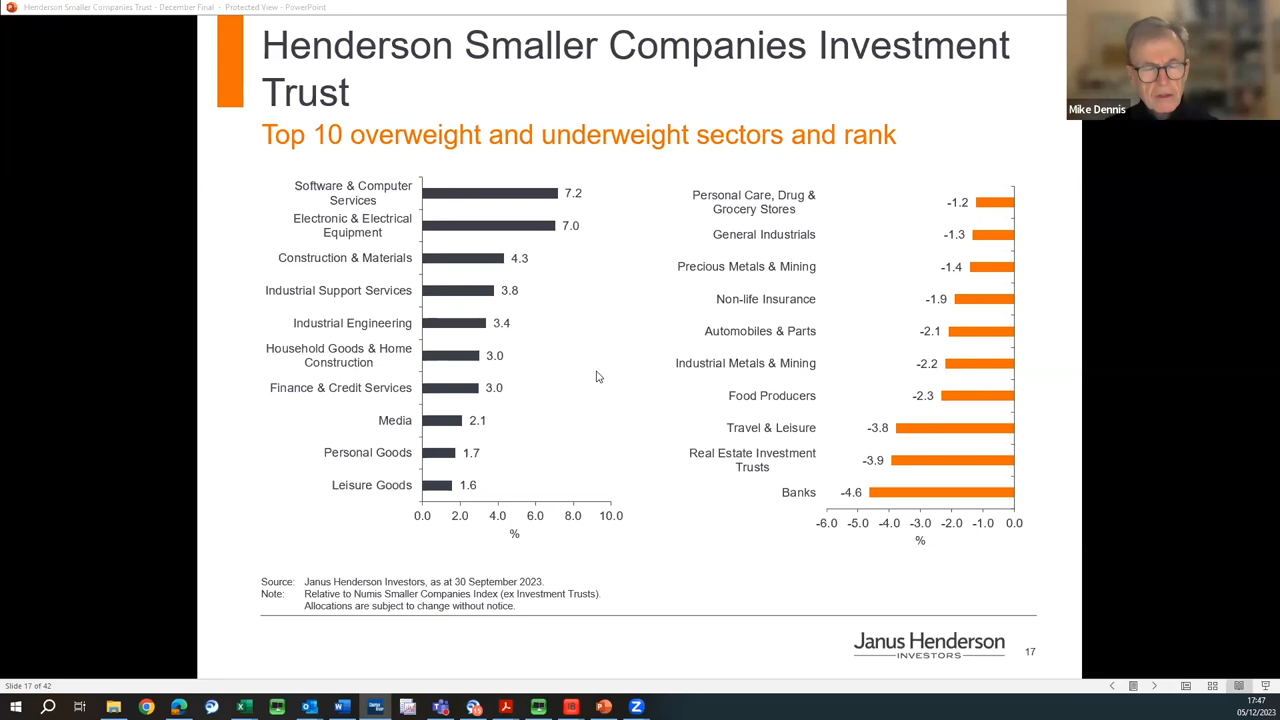 Henderson Smaller Companies Trust - December Final - Protected View - PowerPoint
Henderson Smaller Companies Investment
Trust
Top 10 overweight and underweight sectors and rank
Mike Dennis
Software & Computer
Services
7.2
Electronic & Electrical
Equipment
7.0
Construction & Materials
4.3
Industrial Support Services
3.8
Industrial Engineering
3.4
Household Goods & Home
Construction
3.0
Finance & Credit Services
3.0
Media
2.1
Personal Goods
1.7
Leisure Goods
1.6
0.0 2.0 4.0 6.0 8.0 10.0
%
Personal Care, Drug &
Grocery Stores
-1.2
General Industrials
-1.3
Precious Metals & Mining
-1.4
Non-life Insurance
-1.9
Automobiles & Parts
-2.1
Industrial Metals & Mining
-2.2
Food Producers
-2.3
Travel & Leisure
-3.8
Real Estate Investment
Trusts
-3.9
Banks
-4.6
-6.0 -5.0 -4.0 -3.0 -2.0 -1.0 0.0
%
Source: Janus Henderson Investors, as at 30 September 2023.
Note: Relative to Numis Smaller Companies Index (ex Investment Trusts).
Allocations are subject to change without notice.
Janus Henderson
INVESTORS
17
Slide 17 of 42
17:47
05/12/2023